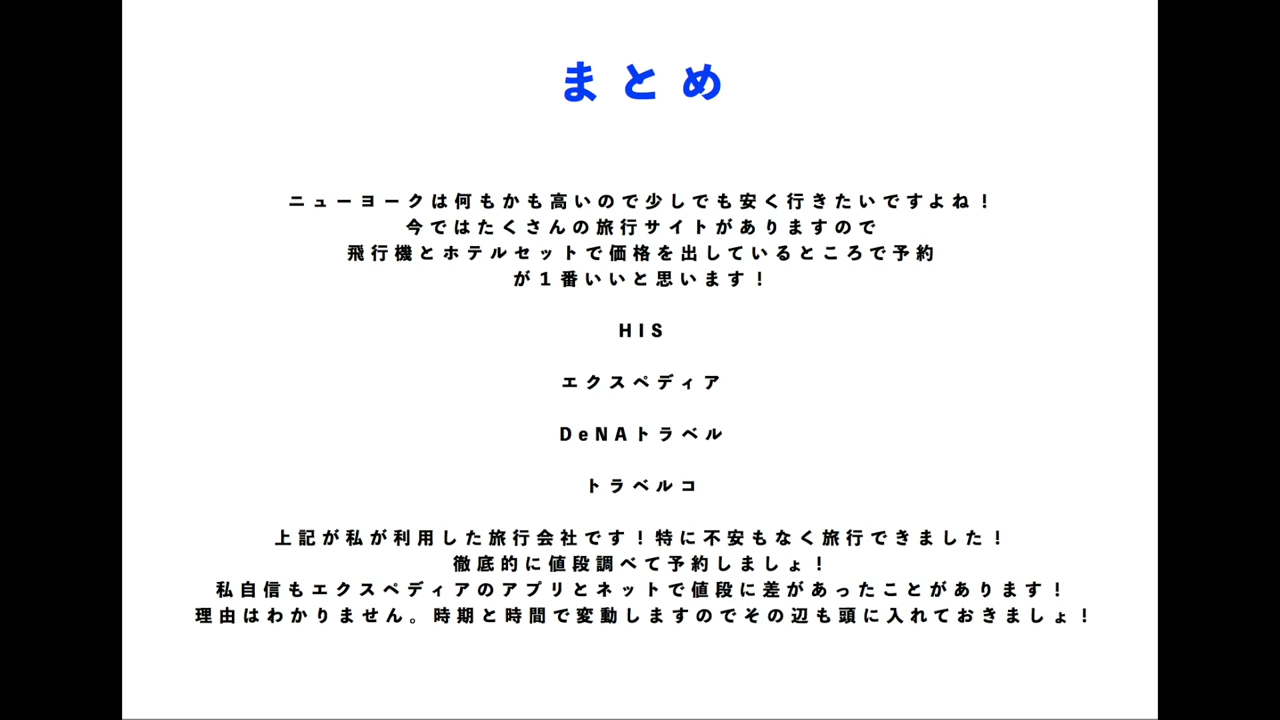 まとめ
ニューヨークは何もかも高いので少しでも安く行きたいですよね！
今ではたくさんの旅行サイトがありますので
飛行機とホテルセットで価格を出しているところで予約
が１番いいと思います！
HIS
エクスペディア
DeNAトラベル
トラベルコ
上記が私が利用した旅行会社です！特に不安もなく旅行できました！
徹底的に値段調べて予約しましょ！
私自信もエクスペディアのアプリとネットで値段に差があったことがあります！
理由はわかりません。時期と時間で変動しますのでその辺も頭に入れておきましょ！